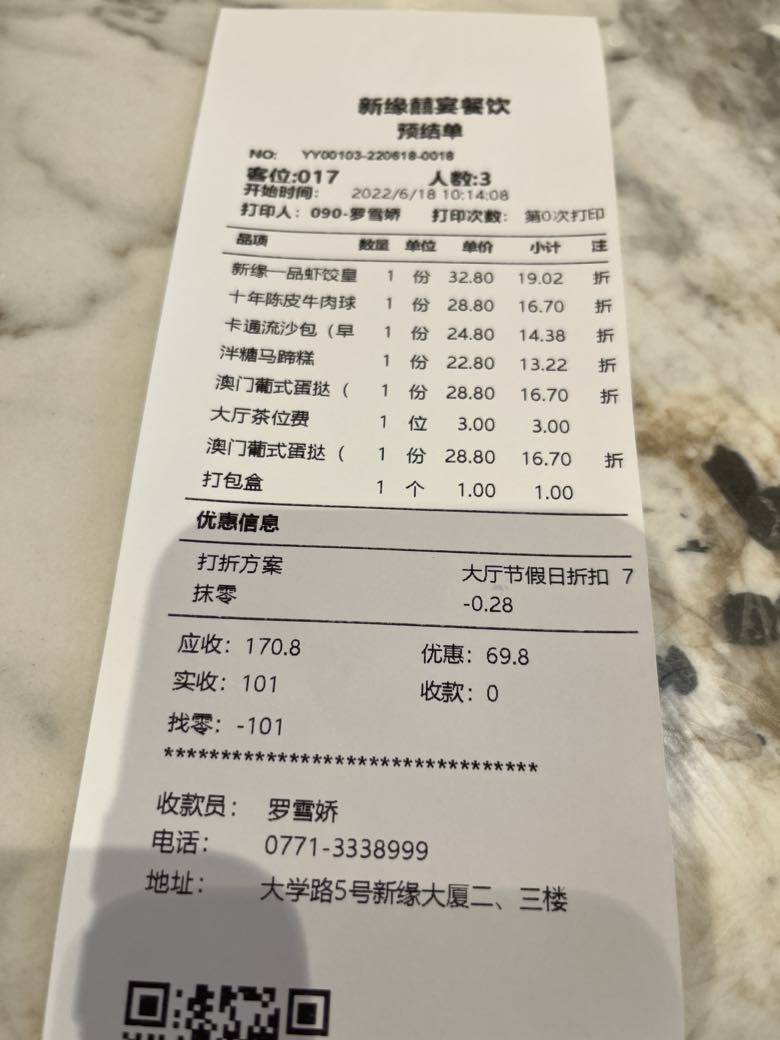 新缘囍宴餐饮
预结单
NO: YY00103-220618-0018
客位:017 人数:3
开始时间: 2022/6/18 10:14:08
打印人: 090-罗雪娇 打印次数: 第0次打印
品项 数量 单位 单价 小计 注
新缘一品虾饺皇 1 份 32.80 19.02 折
十年陈皮牛肉球 1 份 28.80 16.70 折
卡通流沙包（早 1 份 24.80 14.38 折
泮糖马蹄糕 1 份 22.80 13.22 折
澳门葡式蛋挞（ 1 份 28.80 16.70 折
大厅茶位费 1 位 3.00 3.00
澳门葡式蛋挞（ 1 份 28.80 16.70 折
打包盒 1 个 1.00 1.00
优惠信息
打折方案 大厅节假日折扣 7
抹零 -0.28
应收: 170.8 优惠: 69.8
实收: 101 收款: 0
找零: -101
**********************************
收款员: 罗雪娇
电话: 0771-3338999
地址: 大学路5号新缘大厦二、三楼